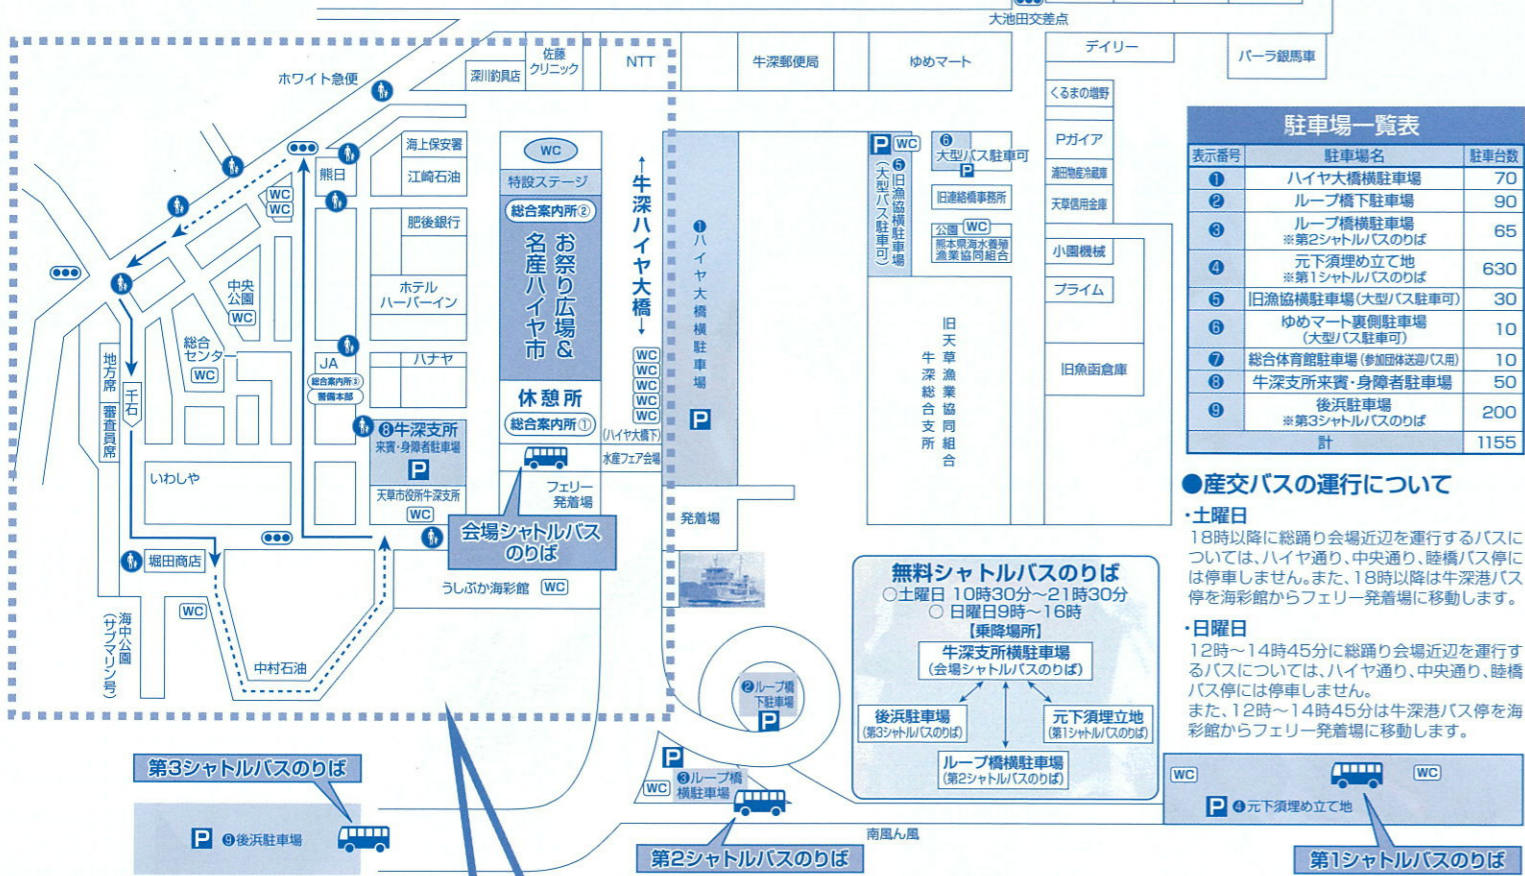 大池田交差点
ホワイト急便
深川釣具店
佐藤
クリニック
NTT
牛深郵便局
ゆめマート
デイリー
パーラ銀馬車
くるまの増野
Pガイア
浦田物産冷蔵庫
天草信用金庫
小園機械
プライム
旧魚函倉庫
海上保安署
江崎石油
熊日
WC
WC
肥後銀行
ホテル
ハーバーイン
ハナヤ
中央
公園
WC
総合
センター
WC
JA
総合案内所③
警備本部
地方席
審査員席
千石
いわしや
堀田商店
WC
海中公園
(サブマリン号)
中村石油
❽牛深支所
来賓・身障者駐車場
P
天草市役所牛深支所
WC
うしぶか海彩館 WC
WC
特設ステージ
総合案内所②
お祭り広場&
名産ハイヤ市
休憩所
総合案内所①
フェリー
発着場
会場シャトルバス
のりば
←牛深ハイヤ大橋→
WC
WC
WC
WC
WC
(ハイヤ大橋下)
水産フェア会場
❶ハイヤ大橋横駐車場
P
発着場
P WC
❺旧漁協横駐車場
(大型バス駐車可)
❻
大型バス駐車可
P
旧連絡橋事務所
公園 WC
熊本県海水養殖
漁業協同組合
旧天草漁業協同組合
牛深総合支所
❷ループ橋
下駐車場
P
P
WC ❸ループ橋
横駐車場
第2シャトルバスのりば
南風ん風
第3シャトルバスのりば
P ❾後浜駐車場
WC
WC
P ❹元下須埋め立て地
第1シャトルバスのりば
無料シャトルバスのりば
○土曜日 10時30分~21時30分
○ 日曜日9時~16時
【乗降場所】
牛深支所横駐車場
(会場シャトルバスのりば)
後浜駐車場
(第3シャトルバスのりば)
元下須埋立地
(第1シャトルバスのりば)
ループ橋横駐車場
(第2シャトルバスのりば)
駐車場一覧表
表示番号 駐車場名 駐車台数
❶ ハイヤ大橋横駐車場 70
❷ ループ橋下駐車場 90
❸ ループ橋横駐車場 65
※第2シャトルバスのりば
❹ 元下須埋め立て地 630
※第1シャトルバスのりば
❺ 旧漁協横駐車場(大型バス駐車可) 30
❻ ゆめマート裏側駐車場 10
(大型バス駐車可)
❼ 総合体育館駐車場(参加団体送迎バス用) 10
❽ 牛深支所来賓・身障者駐車場 50
❾ 後浜駐車場 200
※第3シャトルバスのりば
計 1155
●産交バスの運行について
・土曜日
18時以降に総踊り会場近辺を運行するバスに
ついては、ハイヤ通り、中央通り、睦橋バス停に
は停車しません。また、18時以降は牛深港バス
停を海彩館からフェリー発着場に移動します。
・日曜日
12時~14時45分に総踊り会場近辺を運行す
るバスについては、ハイヤ通り、中央通り、睦橋
バス停には停車しません。
また、12時~14時45分は牛深港バス停を海
彩館からフェリー発着場に移動します。